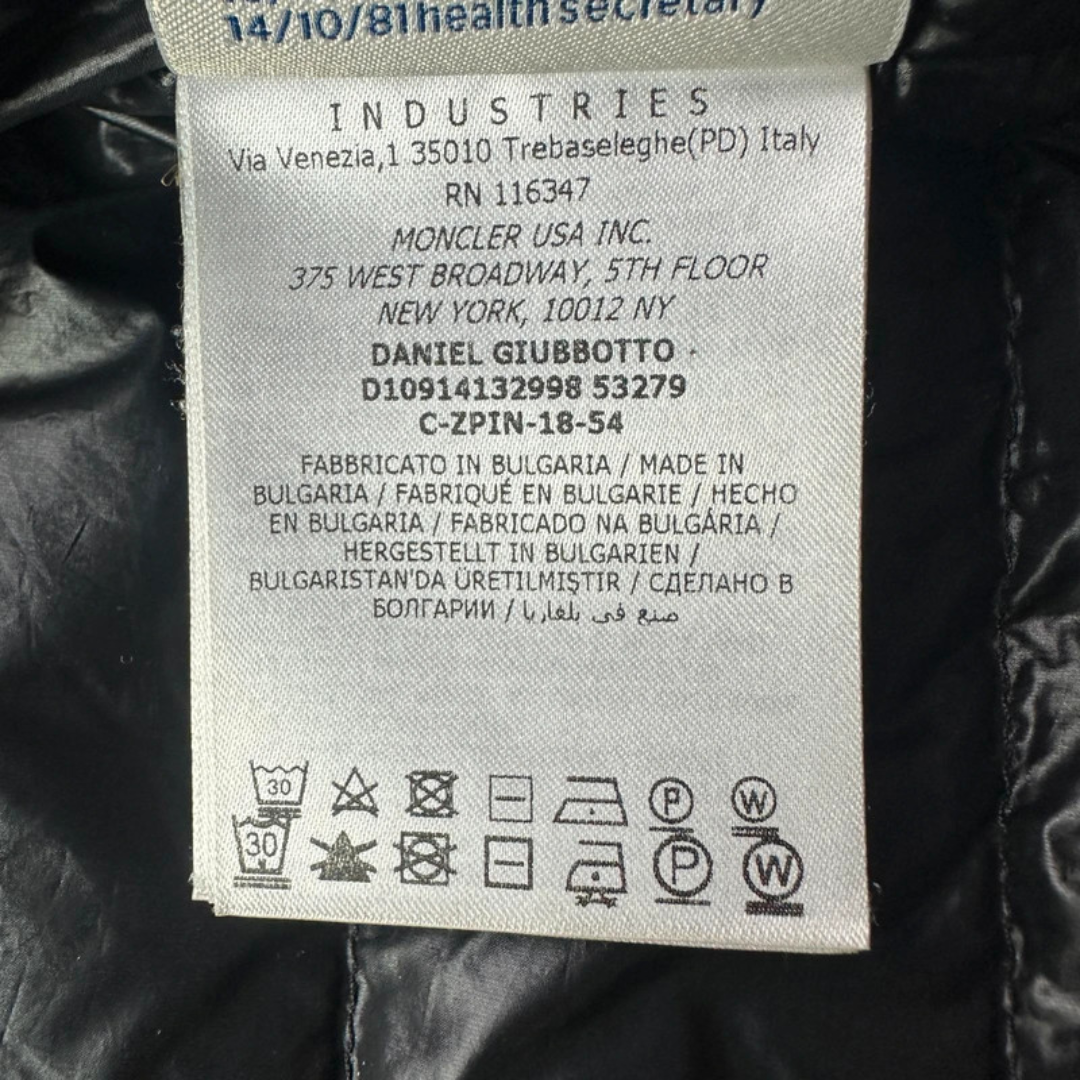 14/10/81 health secretary
INDUSTRIES
Via Venezia,1 35010 Trebaseleghe(PD) Italy
RN 116347
MONCLER USA INC.
375 WEST BROADWAY, 5TH FLOOR
NEW YORK, 10012 NY
DANIEL GIUBBOTTO ·
D10914132998 53279
C-ZPIN-18-54
FABBRICATO IN BULGARIA / MADE IN
BULGARIA / FABRIQUÉ EN BULGARIE / HECHO
EN BULGARIA / FABRICADO NA BULGÁRIA /
HERGESTELLT IN BULGARIEN /
BULGARISTAN'DA ÜRETILMIŞTIR / СДЕЛАНО В
БОЛГАРИИ / صنع في بلغاريا
30 P W
30 P W